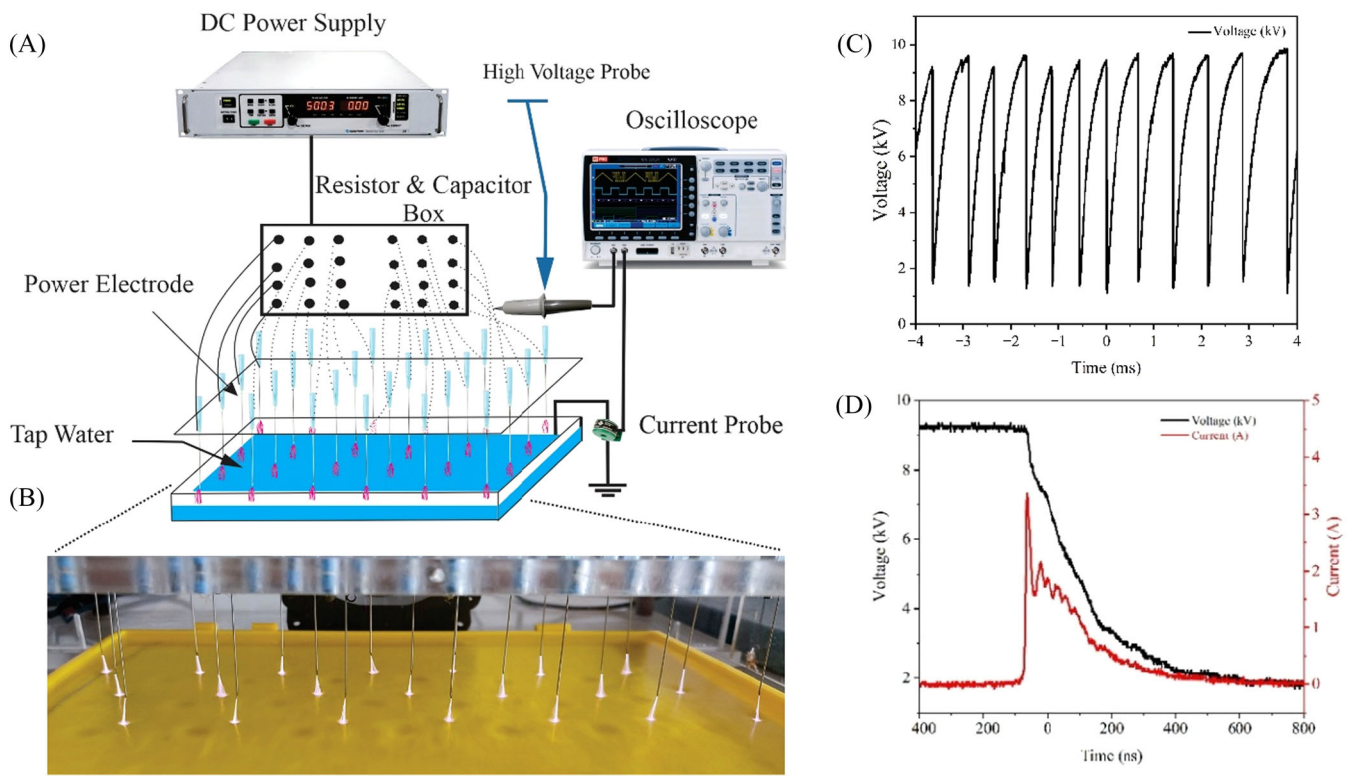 (A)
DC Power Supply
5003 0.00
High Voltage Probe
Oscilloscope
Resistor & Capacitor
Box
Power Electrode
Tap Water
Current Probe
(B)
(C)
Voltage (kV)
10
8
6
4
2
0
Voltage (kV)
−4 −3 −2 −1 0 1 2 3 4
Time (ms)
(D)
Voltage (kV)
Current (A)
10
8
6
4
2
Voltage (kV)
5
4
3
2
1
0
Current (A)
400 200 0 200 400 600 800
Time (ns)